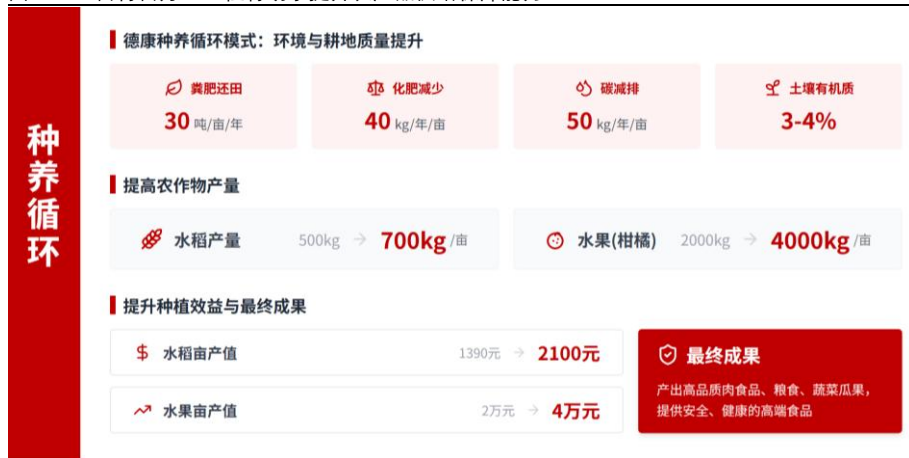 种养循环
德康种养循环模式：环境与耕地质量提升
粪肥还田
30 吨/亩/年
化肥减少
40 kg/年/亩
碳减排
50 kg/年/亩
土壤有机质
3-4%
提高农作物产量
水稻产量 500kg → 700kg /亩
水果(柑橘) 2000kg → 4000kg /亩
提升种植效益与最终成果
水稻亩产值 1390元 → 2100元
水果亩产值 2万元 → 4万元
最终成果
产出高品质肉食品、粮食、蔬菜瓜果，
提供安全、健康的高端食品